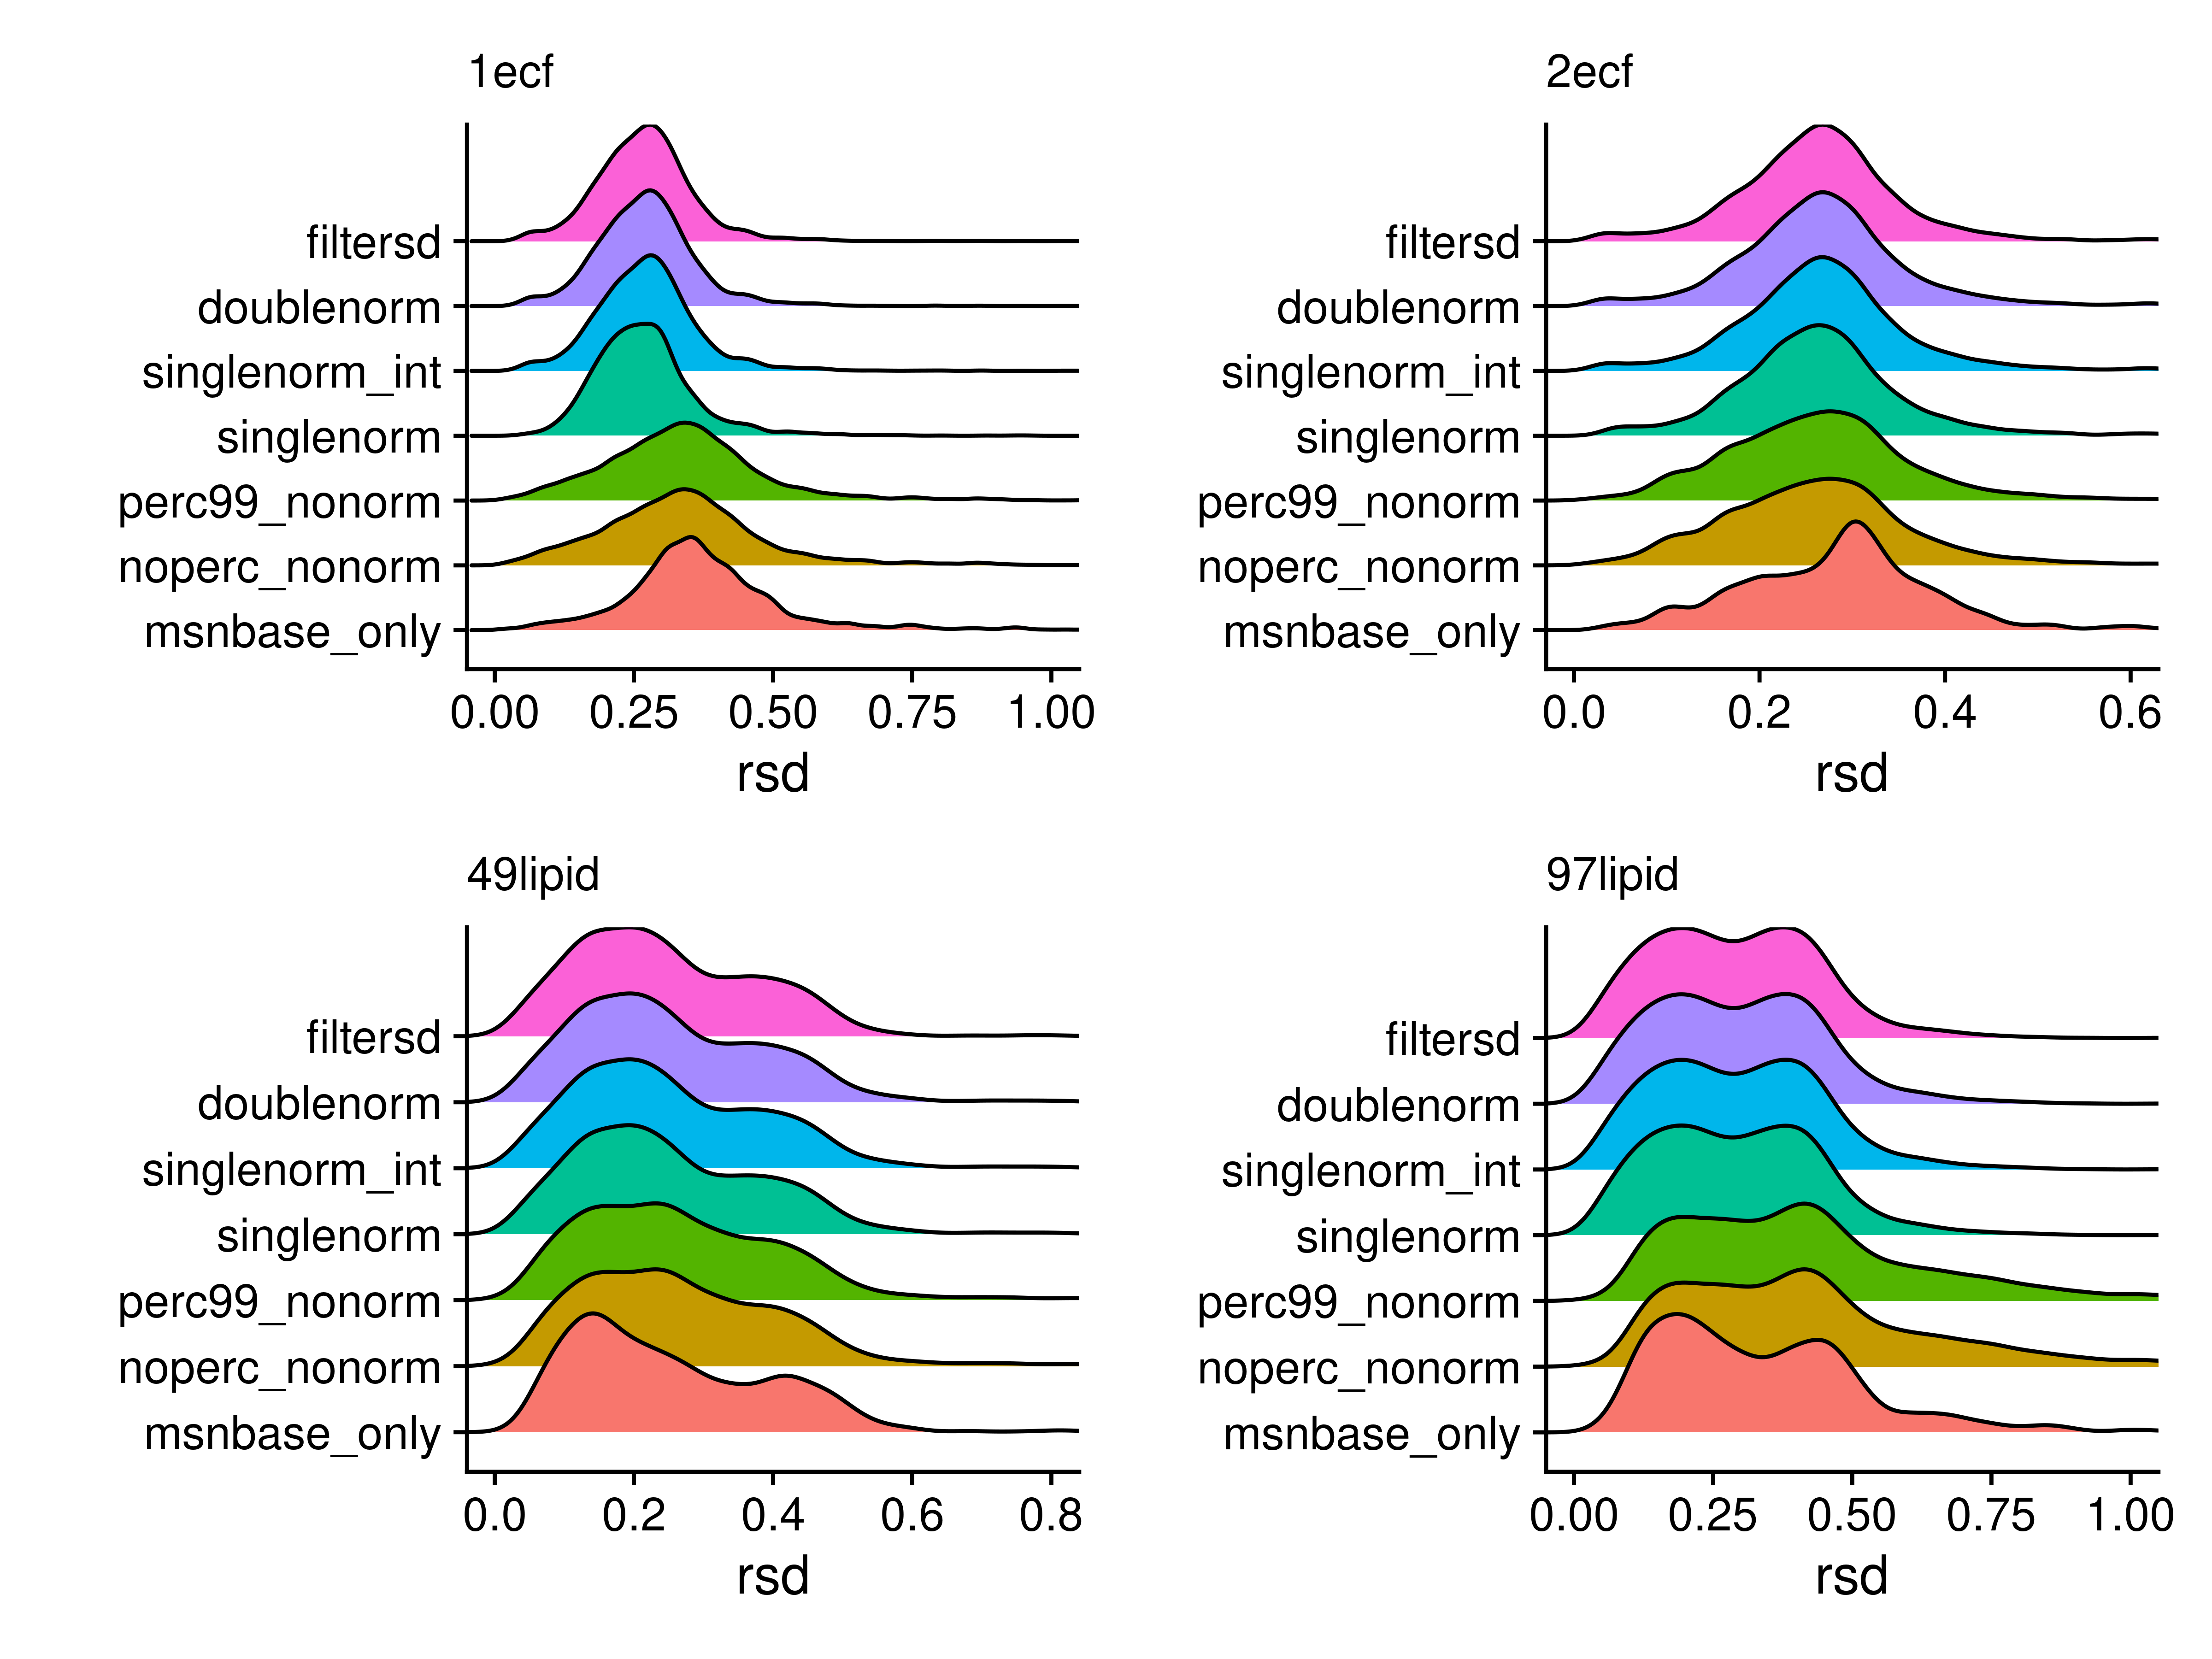 1ecf
filtersd
doublenorm
singlenorm_int
singlenorm
perc99_nonorm
noperc_nonorm
msnbase_only
0.00 0.25 0.50 0.75 1.00
rsd
2ecf
filtersd
doublenorm
singlenorm_int
singlenorm
perc99_nonorm
noperc_nonorm
msnbase_only
0.0 0.2 0.4 0.6
rsd
49lipid
filtersd
doublenorm
singlenorm_int
singlenorm
perc99_nonorm
noperc_nonorm
msnbase_only
0.0 0.2 0.4 0.6 0.8
rsd
97lipid
filtersd
doublenorm
singlenorm_int
singlenorm
perc99_nonorm
noperc_nonorm
msnbase_only
0.00 0.25 0.50 0.75 1.00
rsd